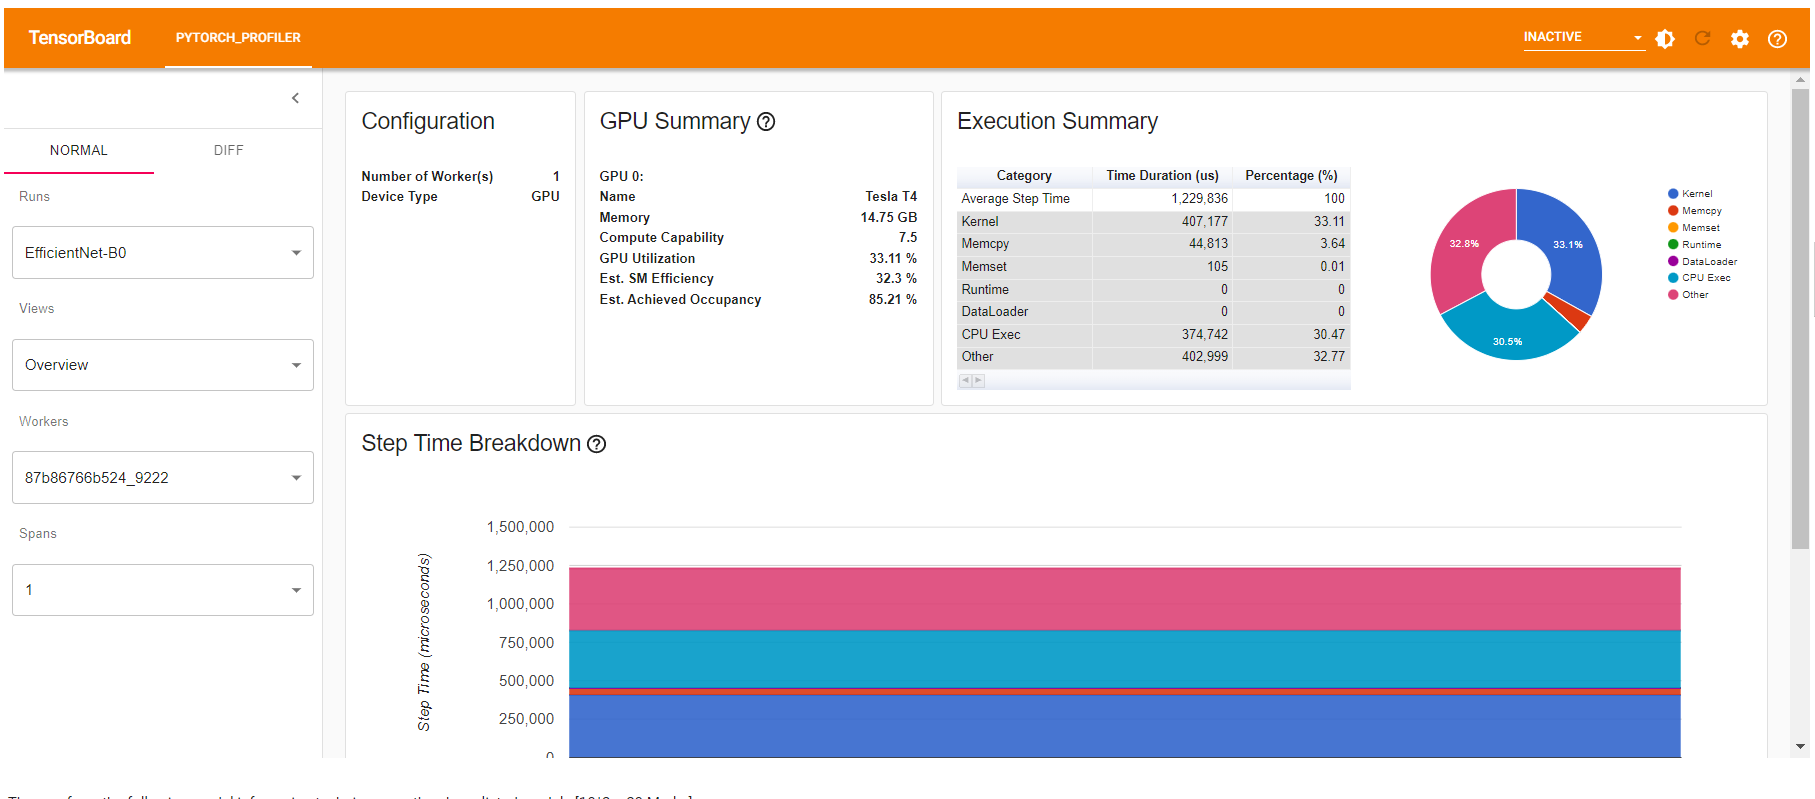 TensorBoard
PYTORCH_PROFILER
INACTIVE
NORMAL
DIFF
Runs
EfficientNet-B0
Views
Overview
Workers
87b86766b524_9222
Spans
1
Configuration
Number of Worker(s) 1
Device Type GPU
GPU Summary
GPU 0:
Name Tesla T4
Memory 14.75 GB
Compute Capability 7.5
GPU Utilization 33.11 %
Est. SM Efficiency 32.3 %
Est. Achieved Occupancy 85.21 %
Execution Summary
Category Time Duration (us) Percentage (%)
Average Step Time 1,229,836 100
Kernel 407,177 33.11
Memcpy 44,813 3.64
Memset 105 0.01
Runtime 0 0
DataLoader 0 0
CPU Exec 374,742 30.47
Other 402,999 32.77
32.8%
33.1%
30.5%
Kernel
Memcpy
Memset
Runtime
DataLoader
CPU Exec
Other
Step Time Breakdown
Step Time (microseconds)
1,500,000
1,250,000
1,000,000
750,000
500,000
250,000
0